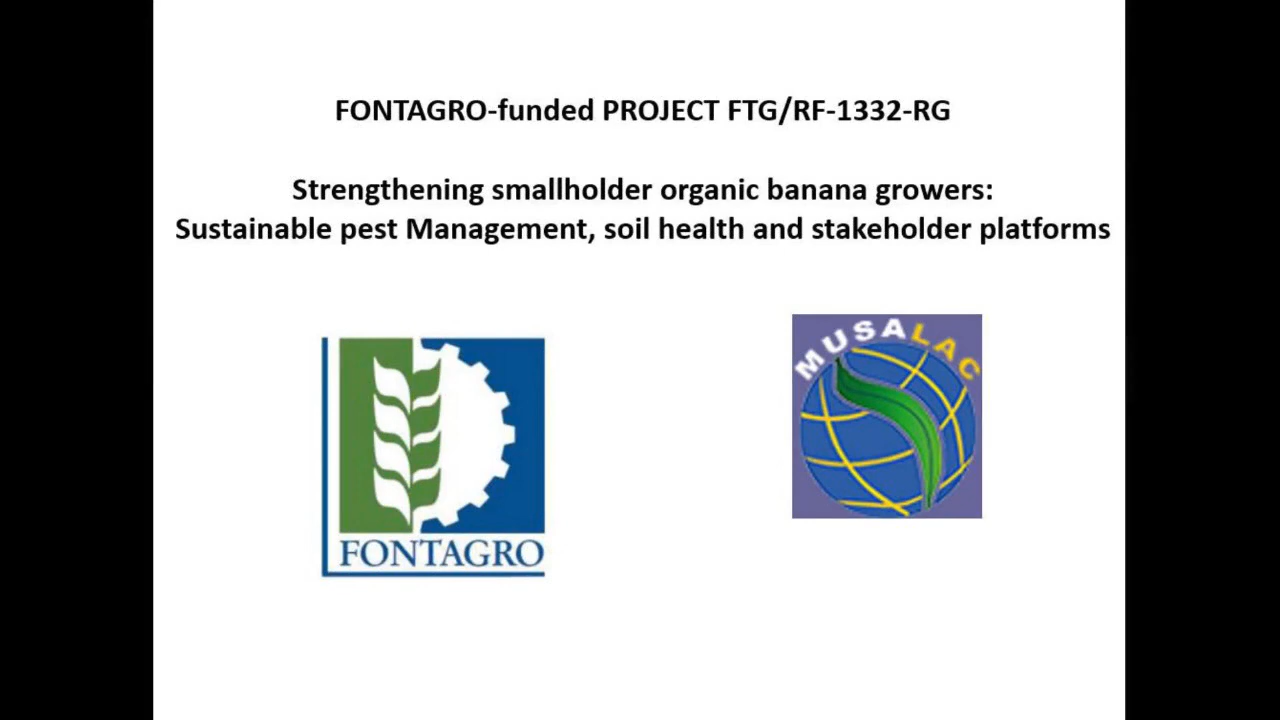 FONTAGRO-funded PROJECT FTG/RF-1332-RG
Strengthening smallholder organic banana growers:
Sustainable pest Management, soil health and stakeholder platforms
MUSALAC
FONTAGRO